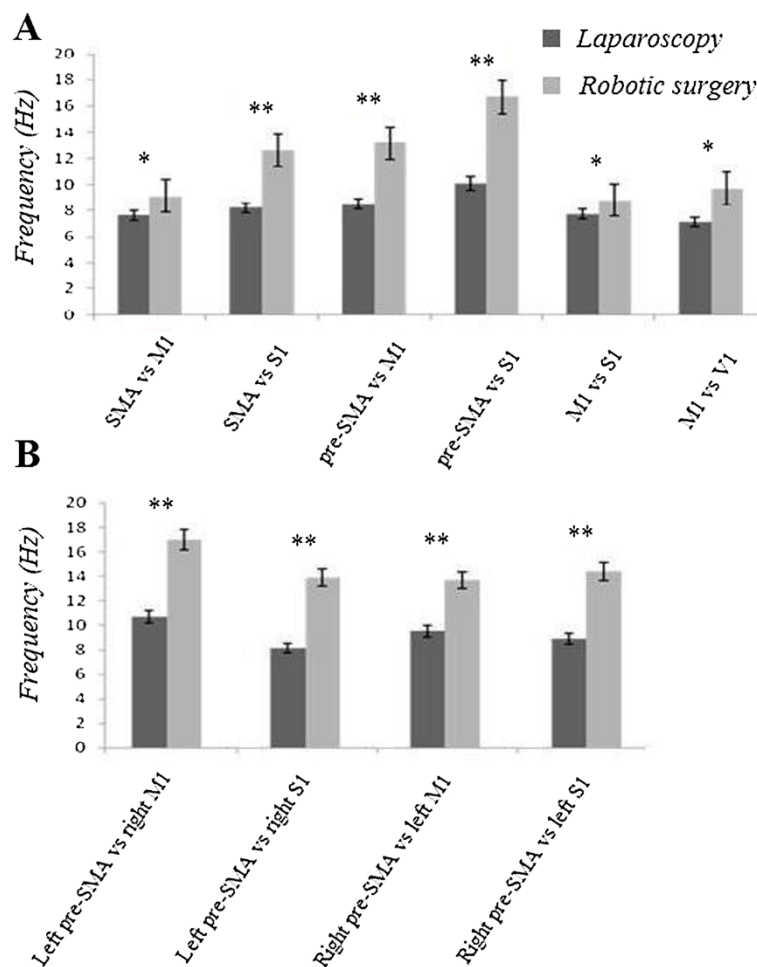 A
Laparoscopy
Robotic surgery
Frequency (Hz)
20
18
16
14
12
10
8
6
4
2
0
*
**
**
**
*
*
SMA vs M1
SMA vs S1
pre-SMA vs M1
pre-SMA vs S1
M1 vs S1
M1 vs V1
B
Frequency (Hz)
20
18
16
14
12
10
8
6
4
2
0
**
**
**
**
Left pre-SMA vs right M1
Left pre-SMA vs right S1
Right pre-SMA vs left M1
Right pre-SMA vs left S1